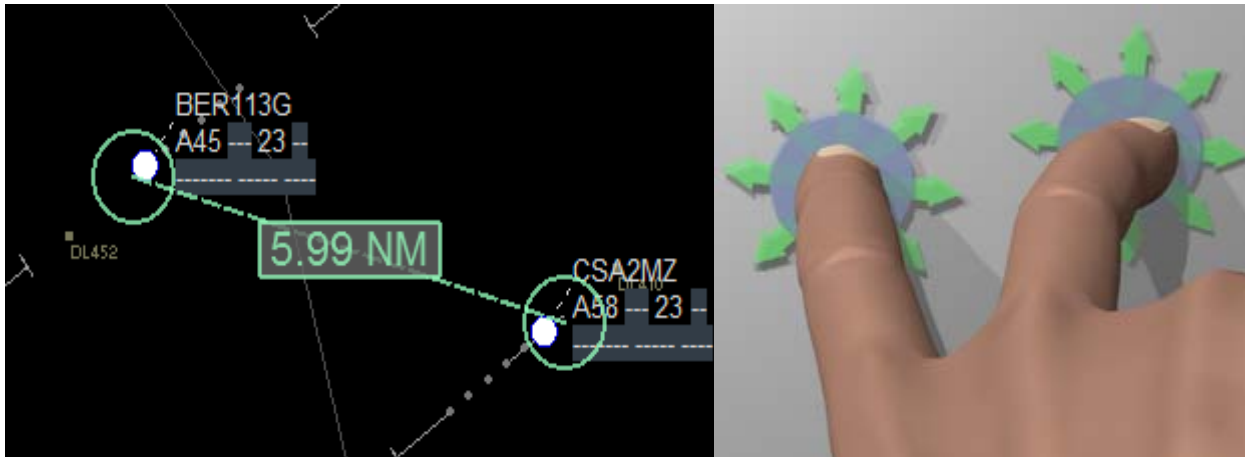 BER113G
A45 --- 23 --
------- ----- -----
DL452
5.99 NM
CSA2MZ
A58 --- 23 --
------- ---- ----